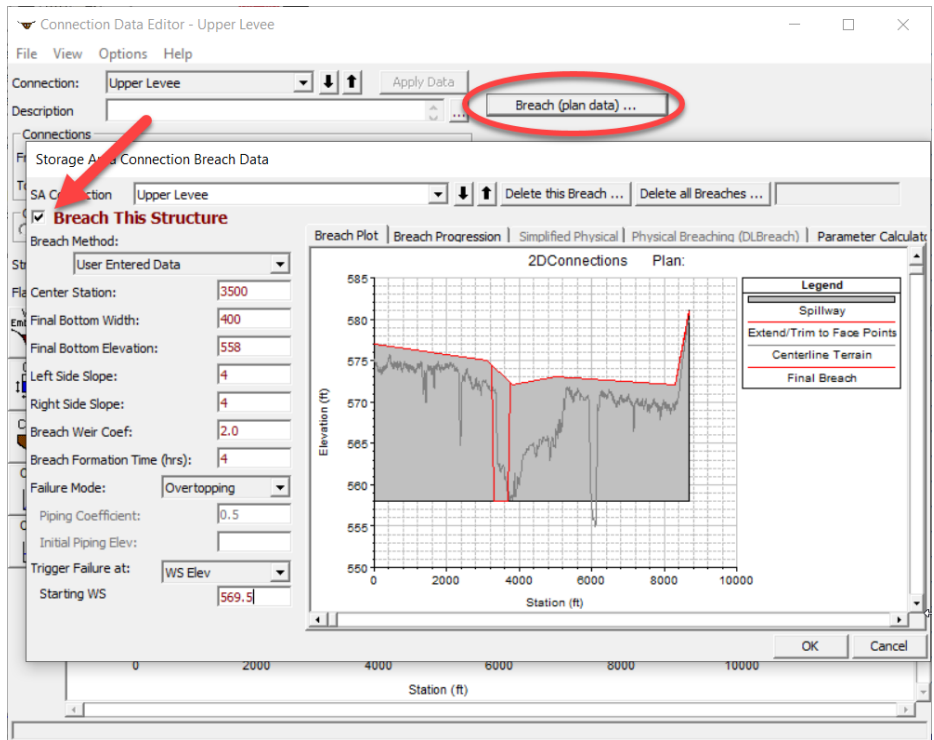 Connection Data Editor - Upper Levee
File View Options Help
Connection: Upper Levee Apply Data
Breach (plan data) ...
Description ...
Connections
Storage A Connection Breach Data
SA Connection Upper Levee Delete this Breach ... Delete all Breaches ...
Breach This Structure
Breach Method:
User Entered Data
Center Station: 3500
Final Bottom Width: 400
Final Bottom Elevation: 558
Left Side Slope: 4
Right Side Slope: 4
Breach Weir Coef: 2.0
Breach Formation Time (hrs): 4
Failure Mode: Overtopping
Piping Coefficient: 0.5
Initial Piping Elev:
Trigger Failure at: WS Elev
Starting WS 569.5
Breach Plot Breach Progression Simplified Physical Physical Breaching (DLBreach) Parameter Calculat
2DConnections Plan:
585
580
575
570
565
560
555
550
Elevation (ft)
0 2000 4000 6000 8000 10000
Station (ft)
Legend
Spillway
Extend/Trim to Face Points
Centerline Terrain
Final Breach
OK Cancel
0 2000 4000 6000 8000 10000
Station (ft)